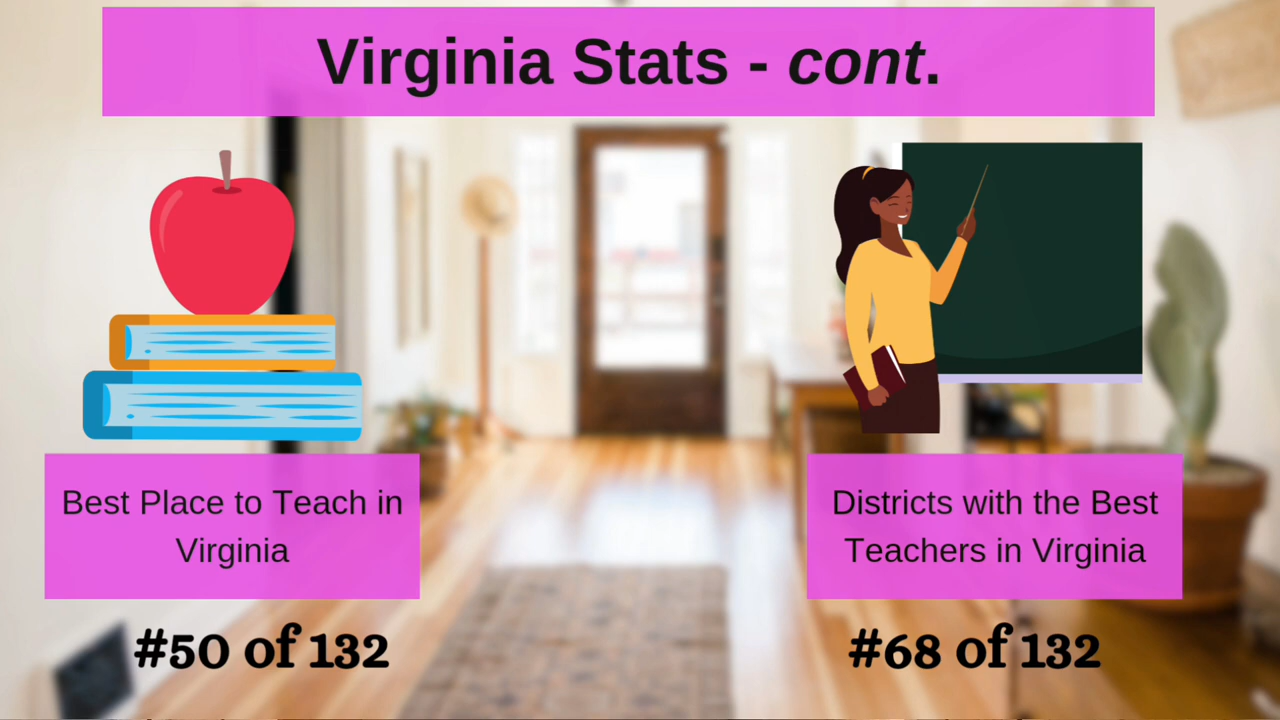 Virginia Stats - cont.
Best Place to Teach in
Virginia
#50 of 132
Districts with the Best
Teachers in Virginia
#68 of 132